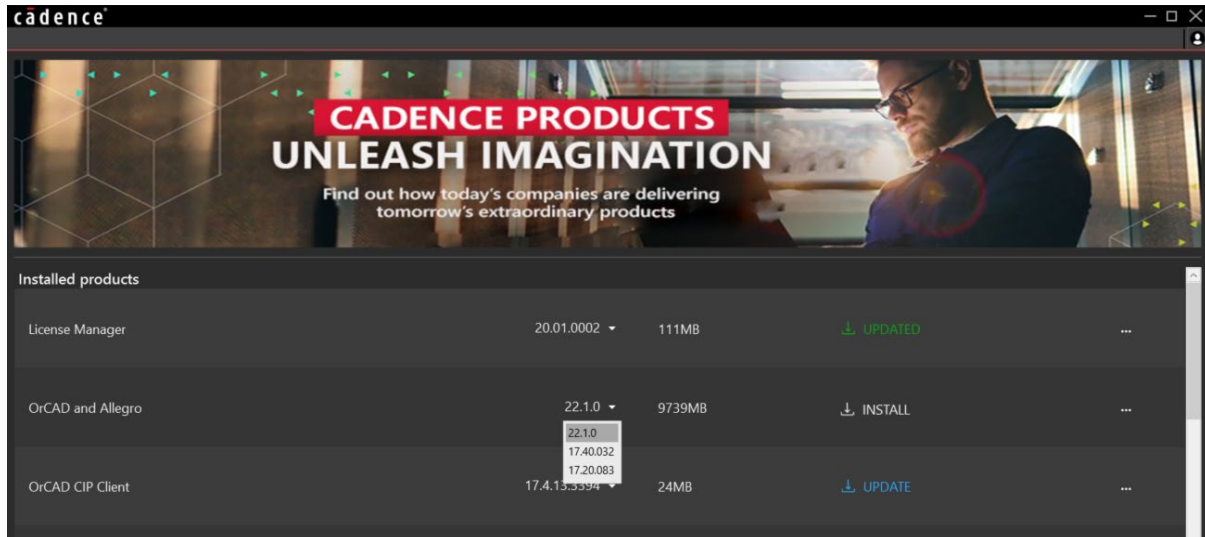 cādence®
CADENCE PRODUCTS
UNLEASH IMAGINATION
Find out how today's companies are delivering
tomorrow's extraordinary products
Installed products
License Manager 20.01.0002 111MB UPDATED ...
OrCAD and Allegro 22.1.0 9739MB INSTALL ...
22.1.0
17.40.032
17.20.083
OrCAD CIP Client 24MB UPDATE ...